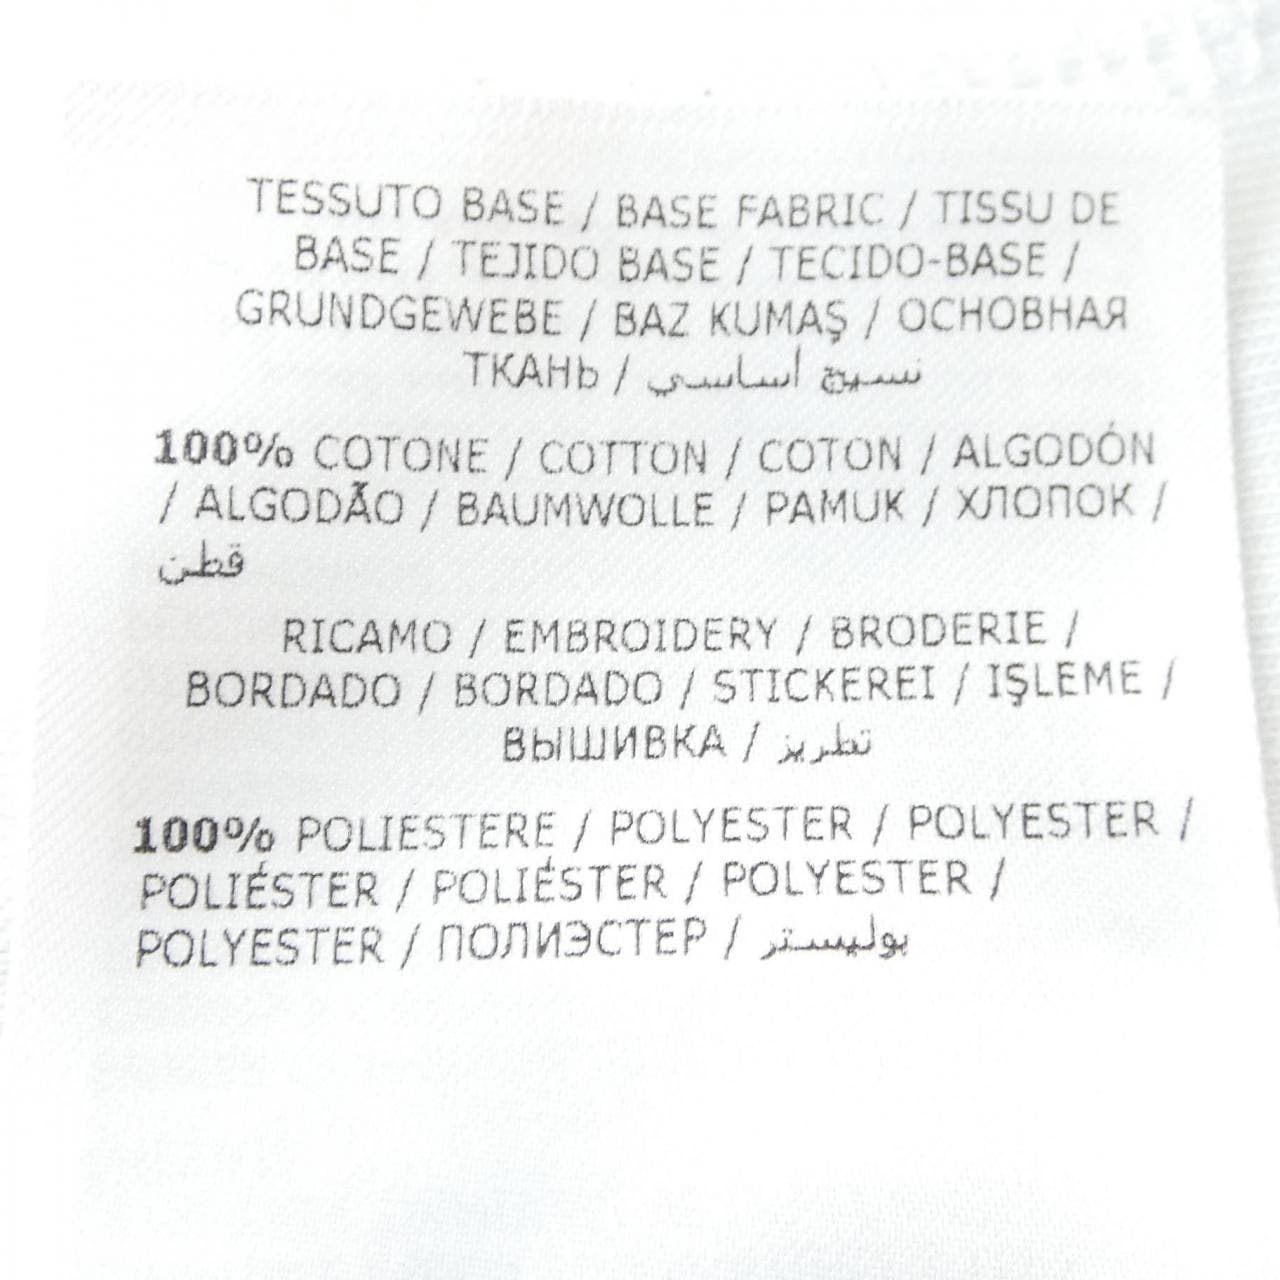 TESSUTO BASE / BASE FABRIC / TISSU DE
BASE / TEJIDO BASE / TECIDO-BASE /
GRUNDGEWEBE / BAZ KUMAŞ / ОСНОВНАЯ
ТКАНЬ / نسيج أساسي
100% COTONE / COTTON / COTON / ALGODÓN
/ ALGODÃO / BAUMWOLLE / PAMUK / ХЛОПОК /
قطن
RICAMO / EMBROIDERY / BRODERIE /
BORDADO / BORDADO / STICKEREI / IŞLEME /
ВЫШИВКА / تطريز
100% POLIESTERE / POLYESTER / POLYESTER /
POLIÉSTER / POLIÉSTER / POLYESTER /
POLYESTER / ПОЛИЭСТЕР / بوليستر